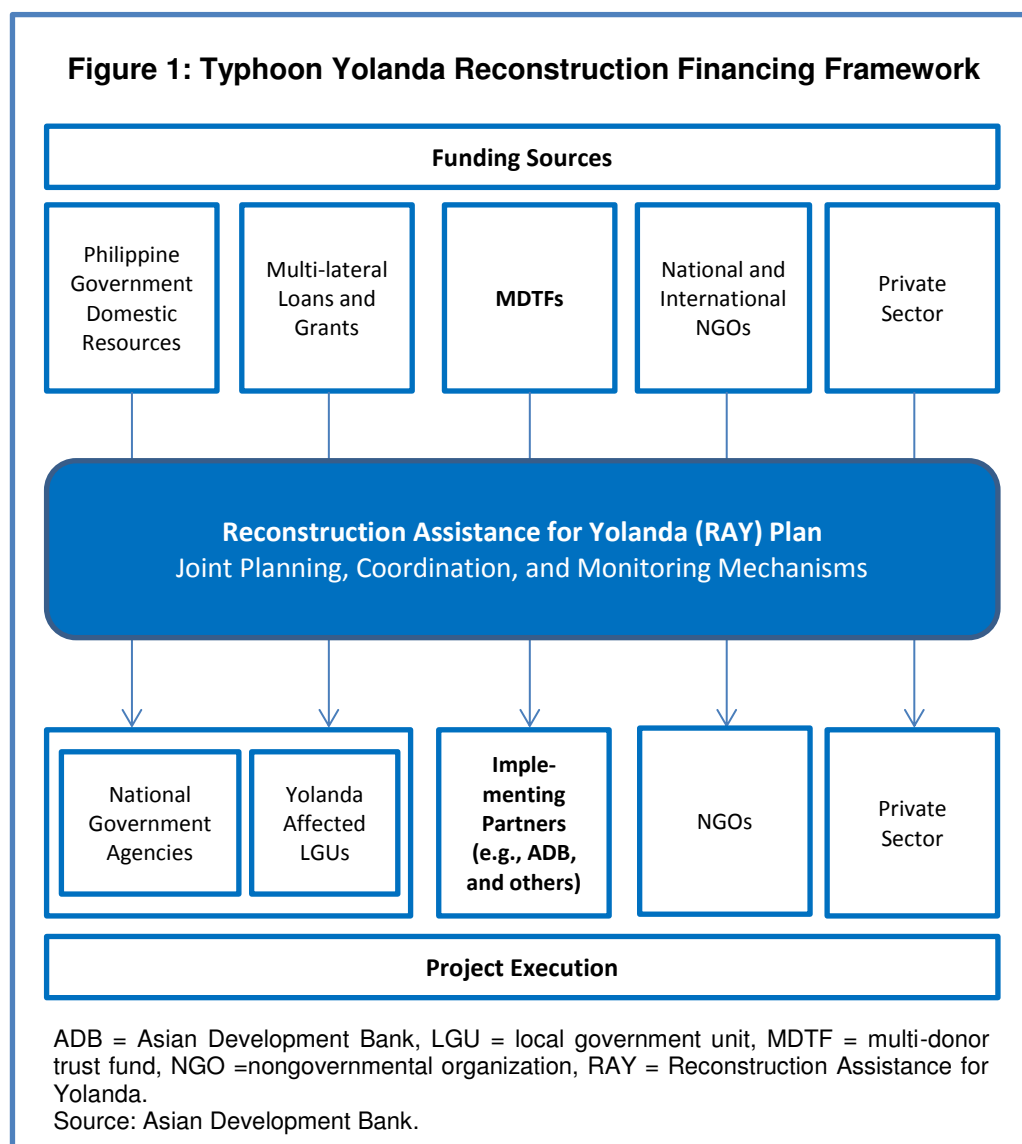 Figure 1: Typhoon Yolanda Reconstruction Financing Framework
Funding Sources
Philippine
Government
Domestic
Resources
Multi-lateral
Loans and
Grants
MDTFs
National and
International
NGOs
Private
Sector
Reconstruction Assistance for Yolanda (RAY) Plan
Joint Planning, Coordination, and Monitoring Mechanisms
National
Government
Agencies
Yolanda
Affected
LGUs
Imple-
menting
Partners
(e.g., ADB,
and others)
NGOs
Private
Sector
Project Execution
ADB = Asian Development Bank, LGU = local government unit, MDTF = multi-donor
trust fund, NGO =nongovernmental organization, RAY = Reconstruction Assistance for
Yolanda.
Source: Asian Development Bank.